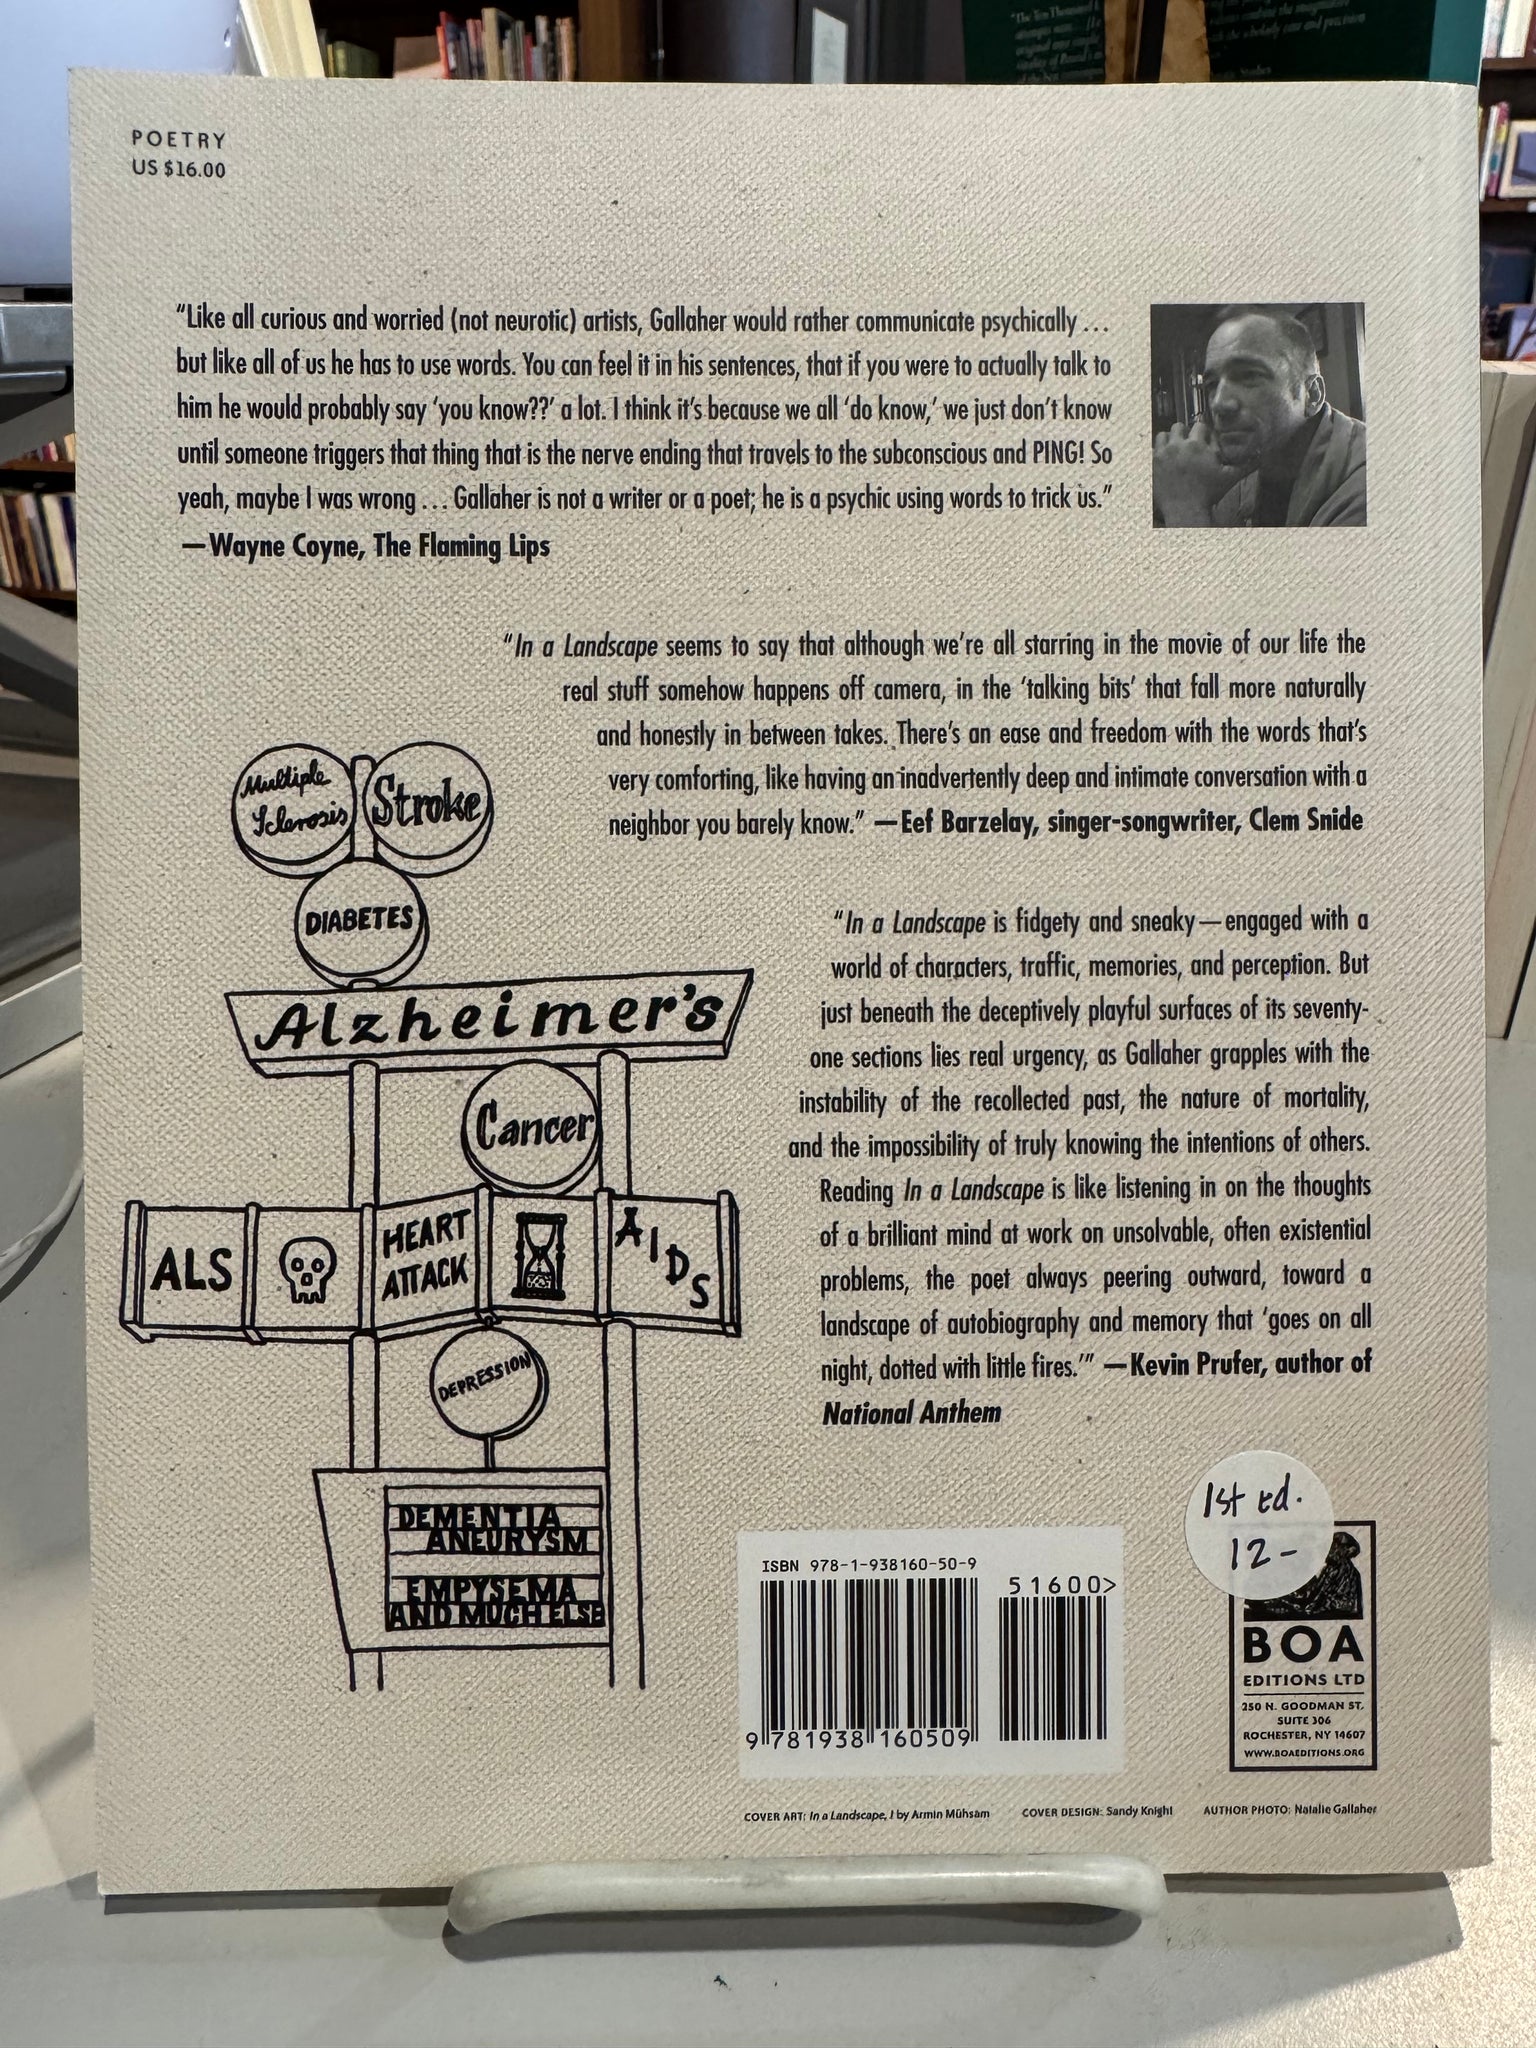 POETRY
US $16.00
“Like all curious and worried (not neurotic) artists, Gallaher would rather communicate psychically ...
but like all of us he has to use words. You can feel it in his sentences, that if you were to actually talk to
him he would probably say ‘you know??’ a lot. I think it’s because we all ‘do know,’ we just don’t know
until someone triggers that thing that is the nerve ending that travels to the subconscious and PING! So
yeah, maybe I was wrong ... Gallaher is not a writer or a poet; he is a psychic using words to trick us.”
—Wayne Coyne, The Flaming Lips
“In a Landscape seems to say that although we’re all starring in the movie of our life the
real stuff somehow happens off camera, in the ‘talking bits’ that fall more naturally
and honestly in between takes. There’s an ease and freedom with the words that’s
very comforting, like having an inadvertently deep and intimate conversation with a
neighbor you barely know.” —Eef Barzelay, singer-songwriter, Clem Snide
“In a Landscape is fidgety and sneaky—engaged with a
world of characters, traffic, memories, and perception. But
just beneath the deceptively playful surfaces of its seventy-
one sections lies real urgency, as Gallaher grapples with the
instability of the recollected past, the nature of mortality,
and the impossibility of truly knowing the intentions of others.
Reading In a Landscape is like listening in on the thoughts
of a brilliant mind at work on unsolvable, often existential
problems, the poet always peering outward, toward a
landscape of autobiography and memory that ‘goes on all
night, dotted with little fires.’” —Kevin Prufer, author of
National Anthem
Multiple
Sclerosis
Stroke
DIABETES
Alzheimer's
Cancer
ALS
HEART
ATTACK
AIDS
DEPRESSION
DEMENTIA
ANEURYSM
EMPYSEMA
AND MUCH ELSE
1st ed.
12-
ISBN 978-1-938160-50-9
51600>
9 781938 160509
BOA
EDITIONS LTD
250 N. GOODMAN ST.
SUITE 306
ROCHESTER, NY 14607
WWW.BOAEDITIONS.ORG
COVER ART: In a Landscape, I by Armin Mühsam
COVER DESIGN: Sandy Knight
AUTHOR PHOTO: Natalie Gallaher